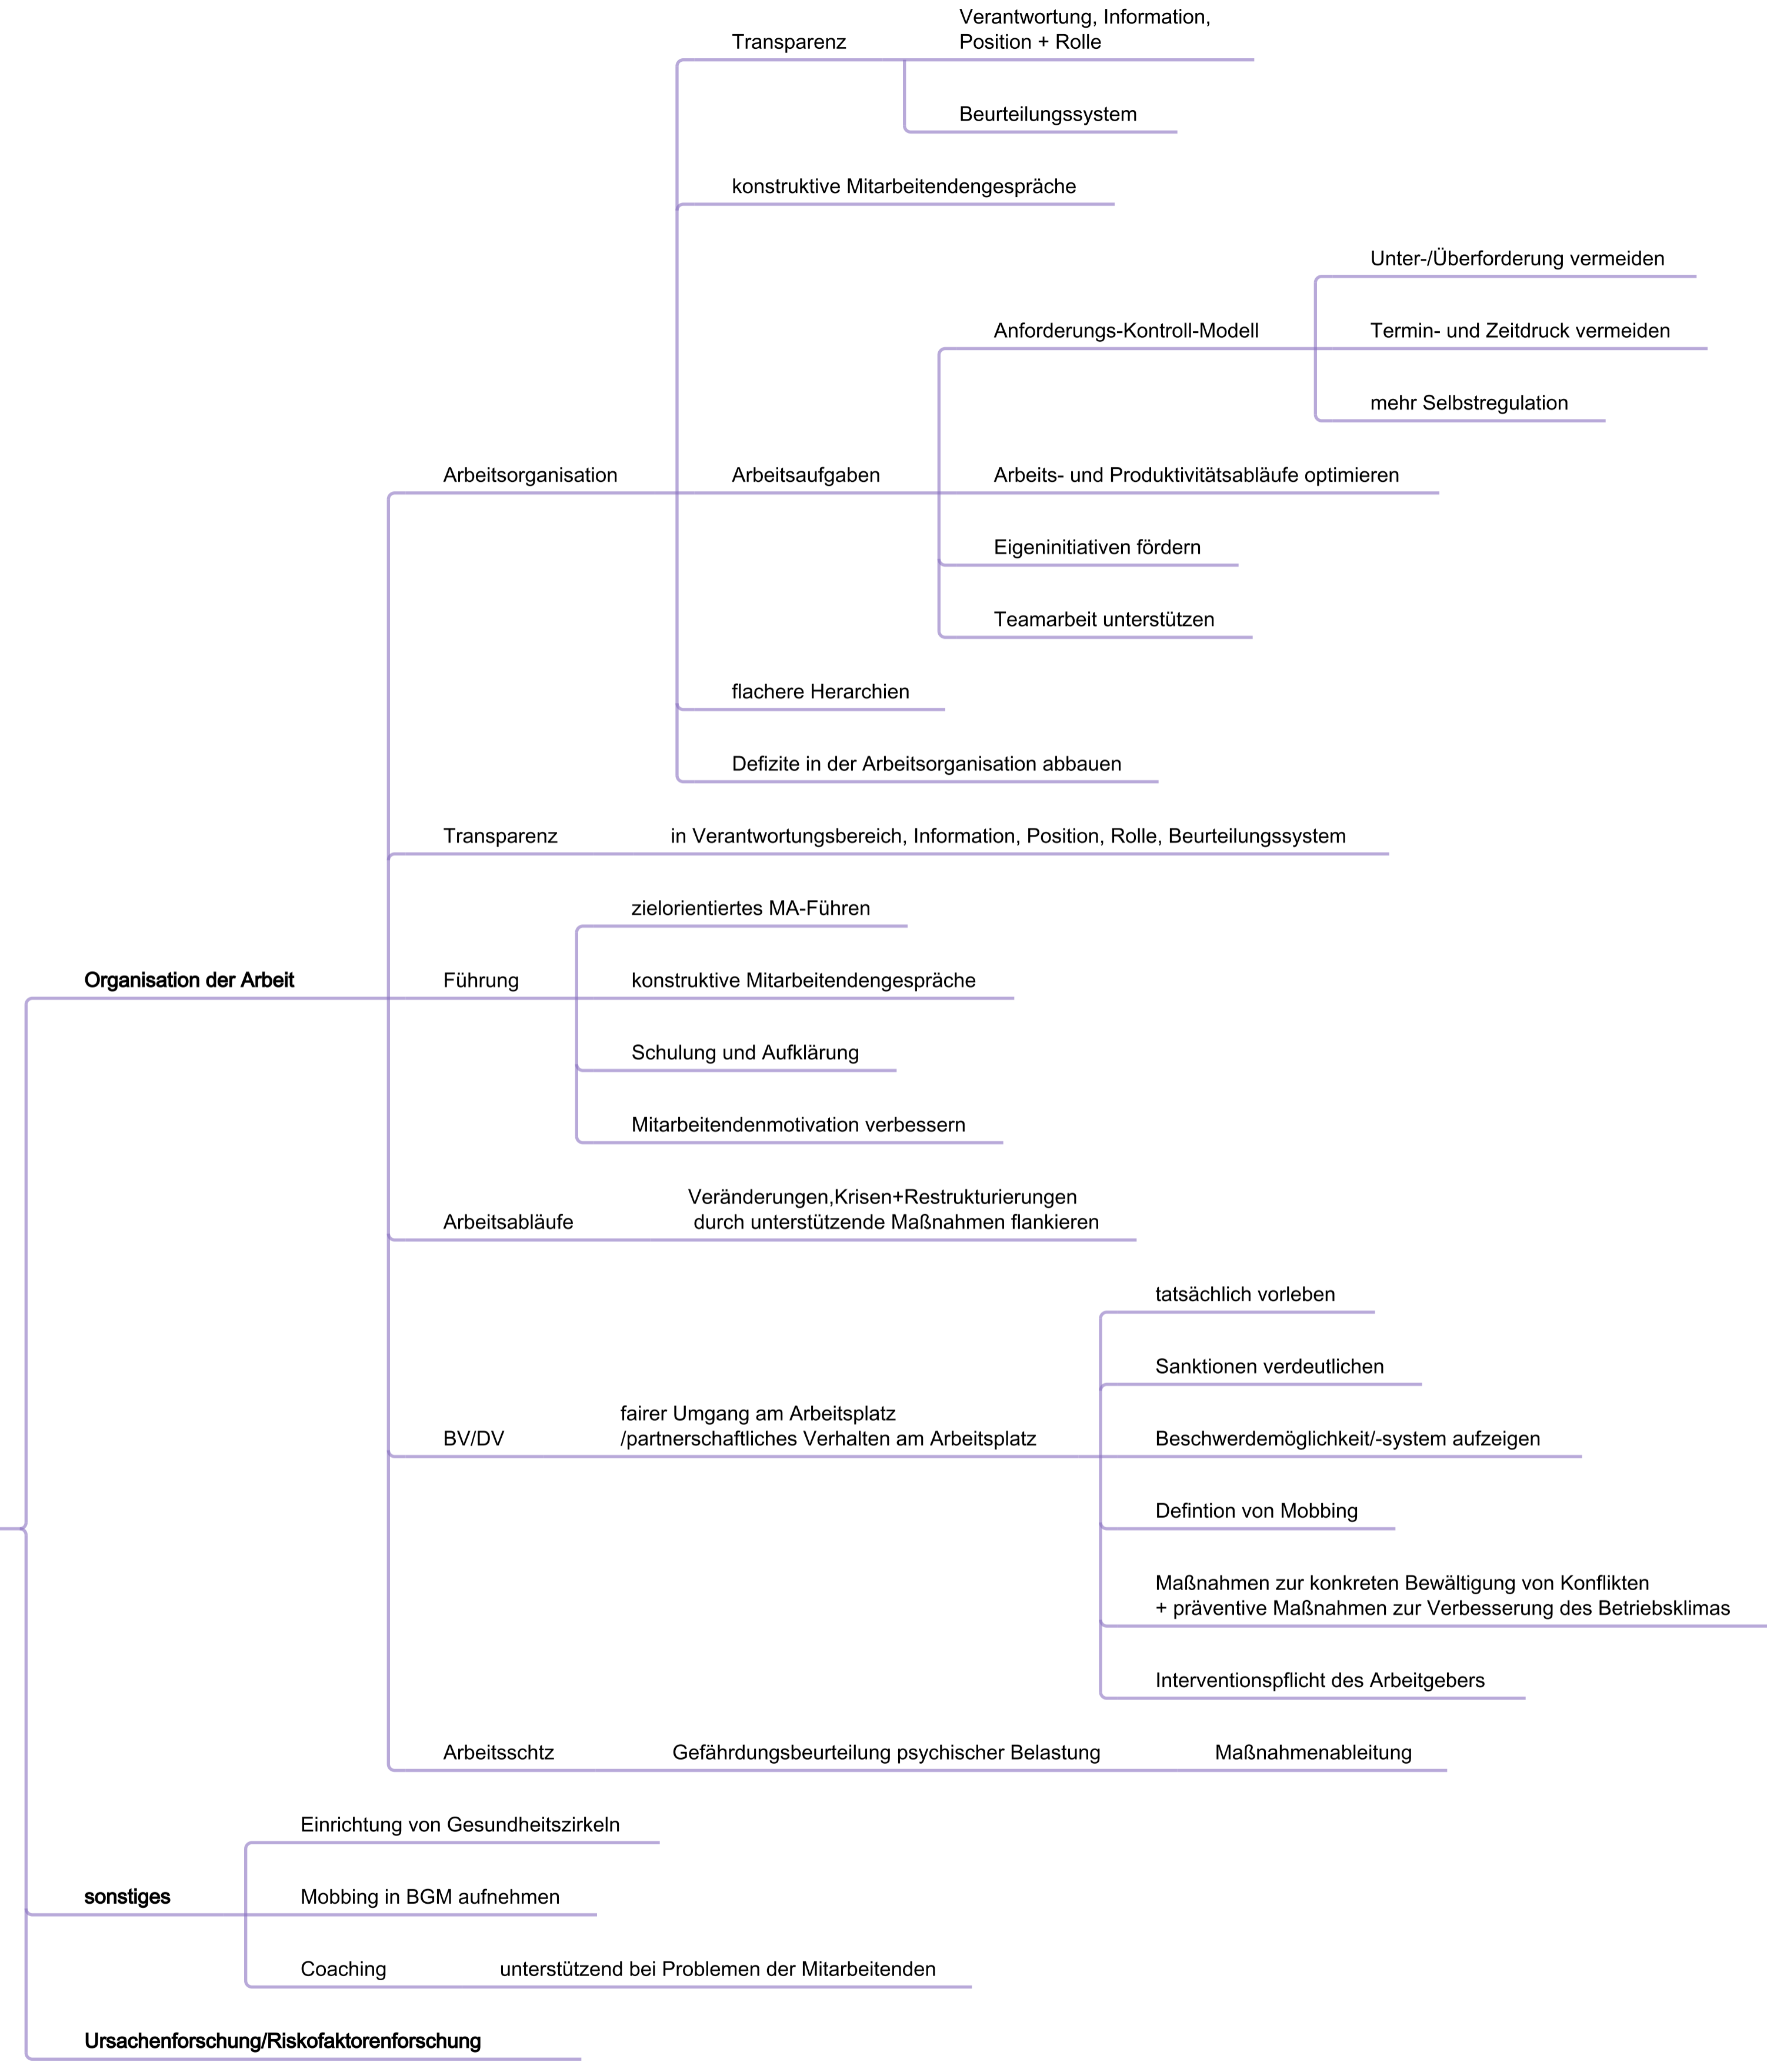 Verantwortung, Information,
Transparenz
Position + Rolle
Beurteilungssystem
konstruktive Mitarbeitendengespräche
Unter-/Überforderung vermeiden
Anforderungs-Kontroll-Modell
Termin- und Zeitdruck vermeiden
mehr Selbstregulation
Arbeitsorganisation
Arbeitsaufgaben
Arbeits- und Produktivitätsabläufe optimieren
Eigeninitiativen fördern
Teamarbeit unterstützen
flachere Herarchien
Defizite in der Arbeitsorganisation abbauen
Transparenz
in Verantwortungsbereich, Information, Position, Rolle, Beurteilungssystem
zielorientiertes MA-Führen
Organisation der Arbeit
Führung
konstruktive Mitarbeitendengespräche
Schulung und Aufklärung
Mitarbeitendenmotivation verbessern
Veränderungen,Krisen+Restrukturierungen
Arbeitsabläufe
durch unterstützende Maßnahmen flankieren
tatsächlich vorleben
Sanktionen verdeutlichen
fairer Umgang am Arbeitsplatz
BV/DV
/partnerschaftliches Verhalten am Arbeitsplatz
Beschwerdemöglichkeit/-system aufzeigen
Defintion von Mobbing
Maßnahmen zur konkreten Bewältigung von Konflikten
+ präventive Maßnahmen zur Verbesserung des Betriebsklimas
Interventionspflicht des Arbeitgebers
Arbeitsschtz
Gefährdungsbeurteilung psychischer Belastung
Maßnahmenableitung
Einrichtung von Gesundheitszirkeln
sonstiges
Mobbing in BGM aufnehmen
Coaching
unterstützend bei Problemen der Mitarbeitenden
Ursachenforschung/Riskofaktorenforschung